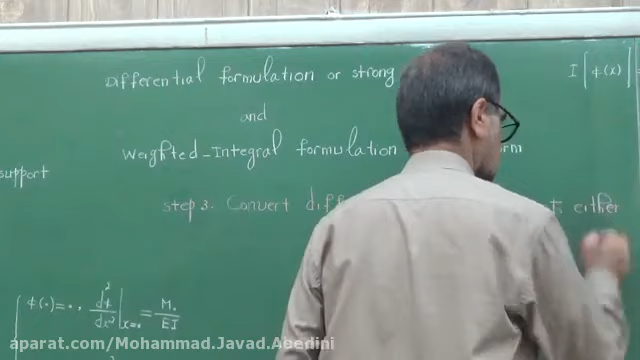 Differential formulation or strong
I[φ(x)]=
and
Weighted-Integral formulation
support
step 3. Convert to either
φ(0)=0, d²φ/dx²|x=0 = M₀/EI
aparat.com/Mohammad.Javad.Aeedini